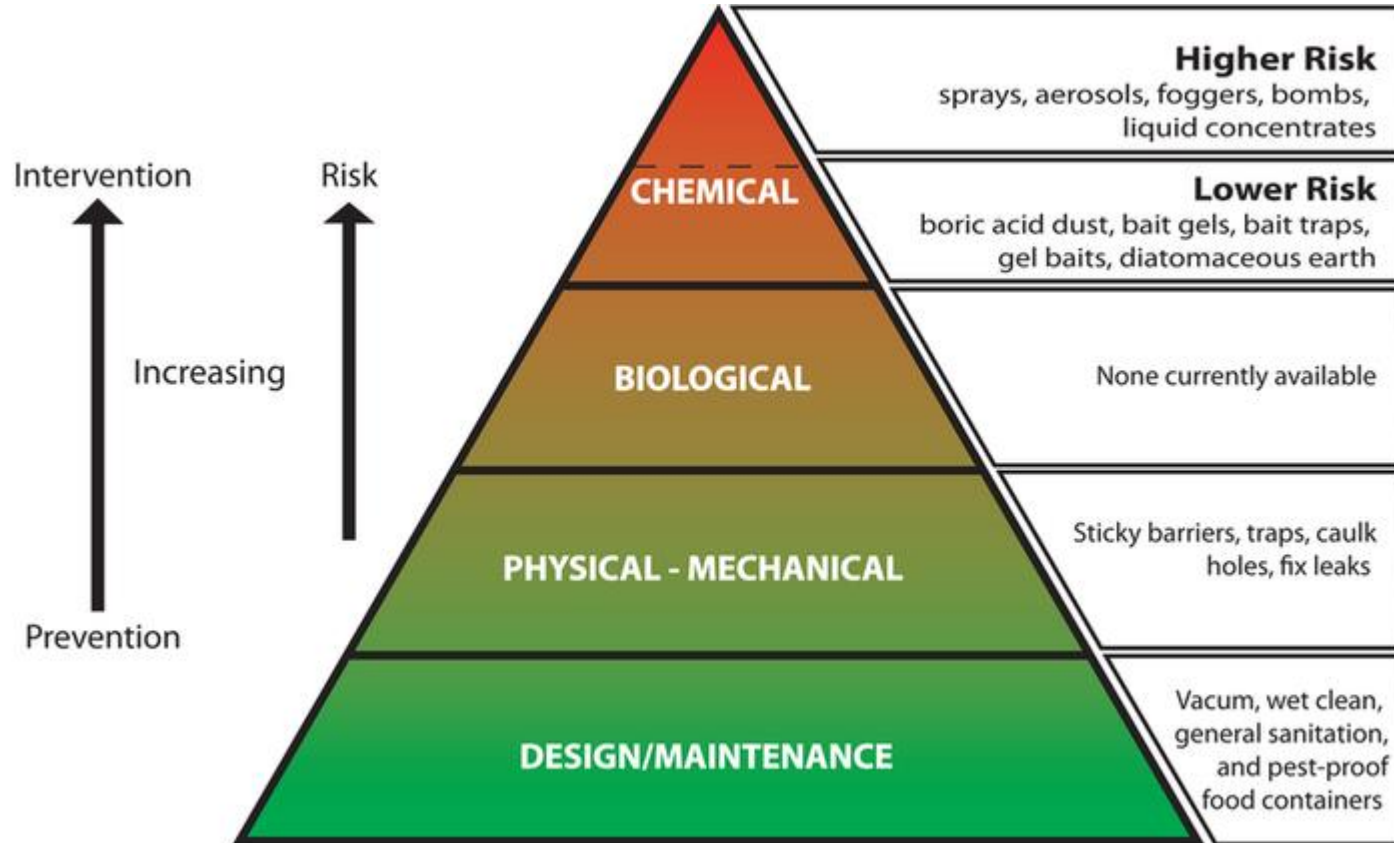 Intervention
Risk
Increasing
Prevention
CHEMICAL
BIOLOGICAL
PHYSICAL - MECHANICAL
DESIGN/MAINTENANCE
Higher Risk
sprays, aerosols, foggers, bombs,
liquid concentrates
Lower Risk
boric acid dust, bait gels, bait traps,
gel baits, diatomaceous earth
None currently available
Sticky barriers, traps, caulk
holes, fix leaks
Vacum, wet clean,
general sanitation,
and pest-proof
food containers